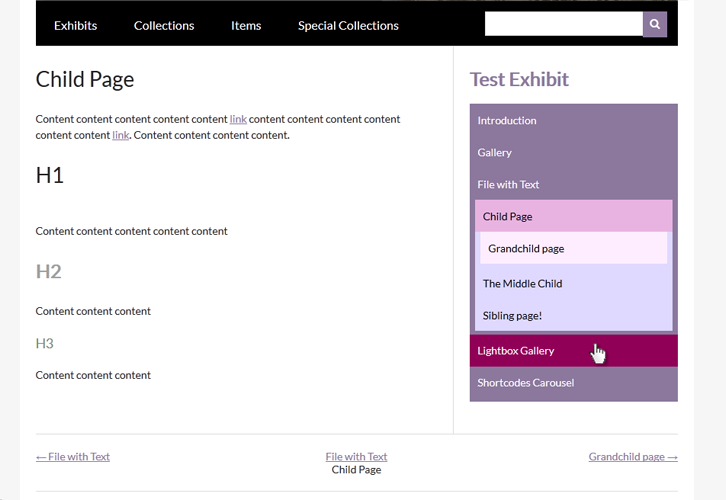 Exhibits Collections Items Special Collections
Child Page
Content content content content content link content content content content
content content link. Content content content content.
H1
Content content content content content
H2
Content content content
H3
Content content content
Test Exhibit
Introduction
Gallery
File with Text
Child Page
Grandchild page
The Middle Child
Sibling page!
Lightbox Gallery
Shortcodes Carousel
← File with Text
File with Text
Child Page
Grandchild page →